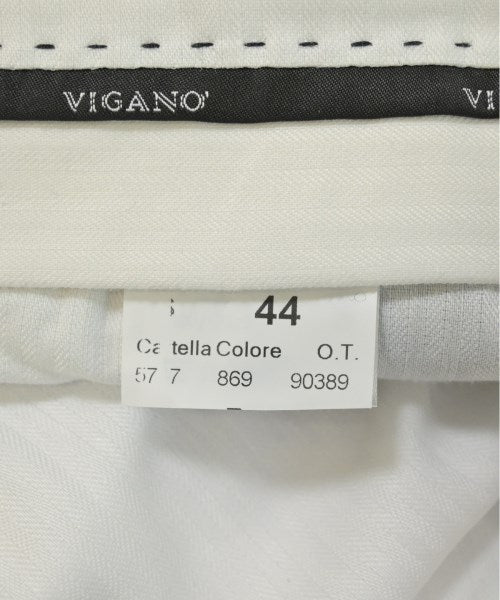 VIGANO' VI
44
Ca tella Colore O.T.
57 7 869 90389